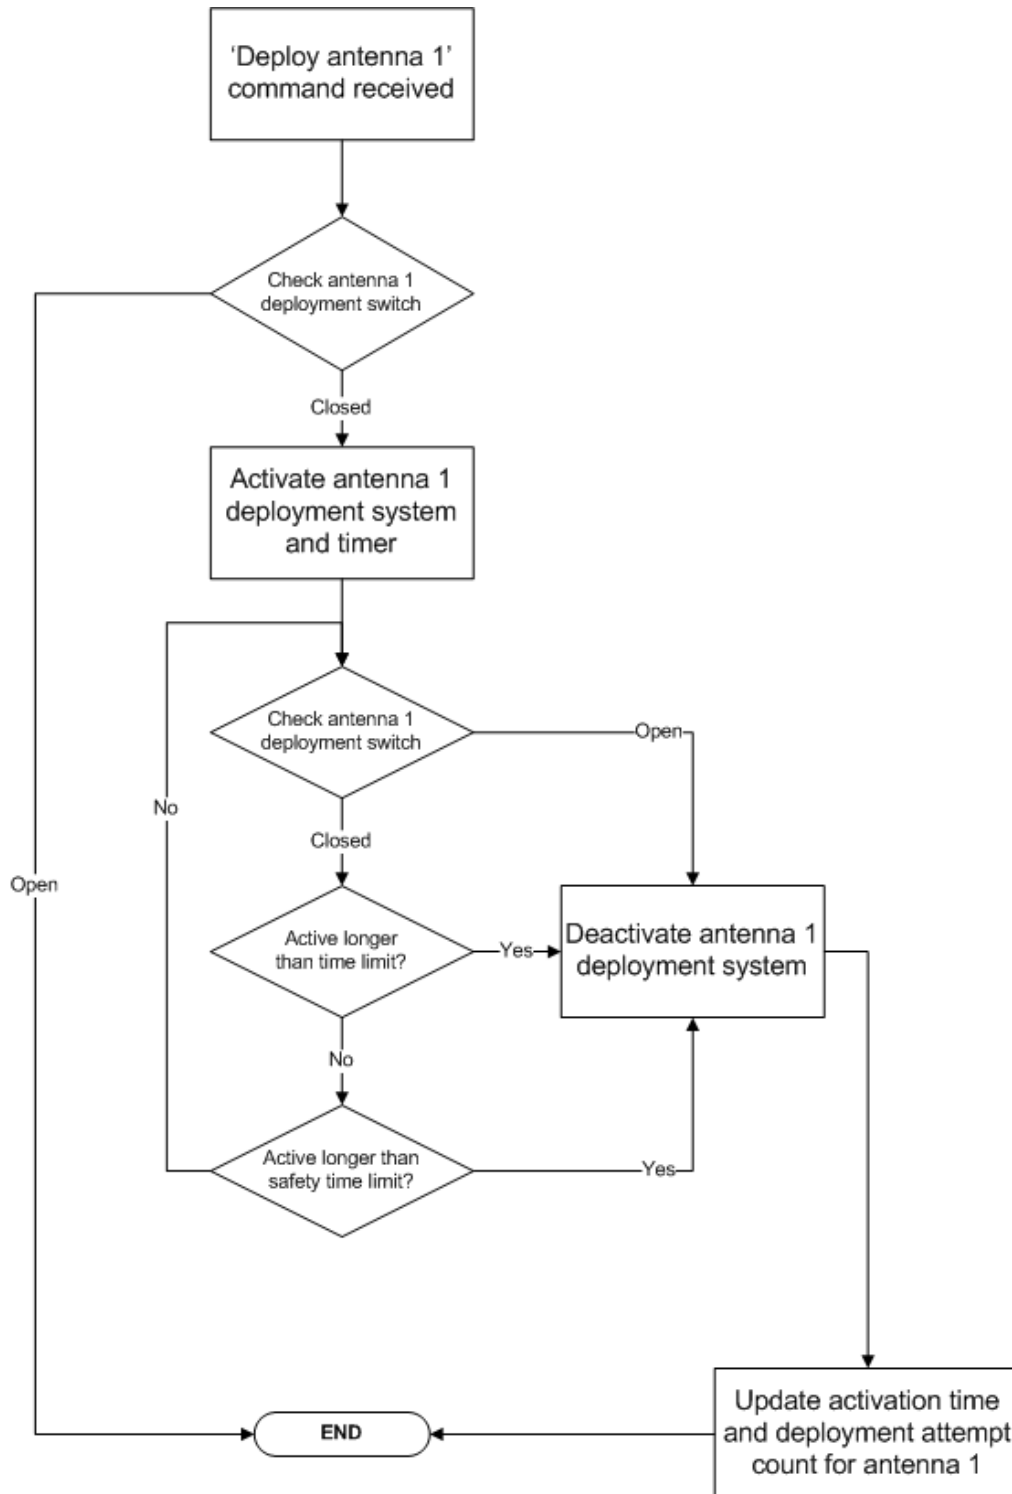 ‘Deploy antenna 1’
command received
Check antenna 1
deployment switch
Closed
Activate antenna 1
deployment system
and timer
Check antenna 1
deployment switch
Open
No
Closed
Open
Active longer
than time limit?
Yes
Deactivate antenna 1
deployment system
No
Active longer than
safety time limit?
Yes
Update activation time
and deployment attempt
count for antenna 1
END